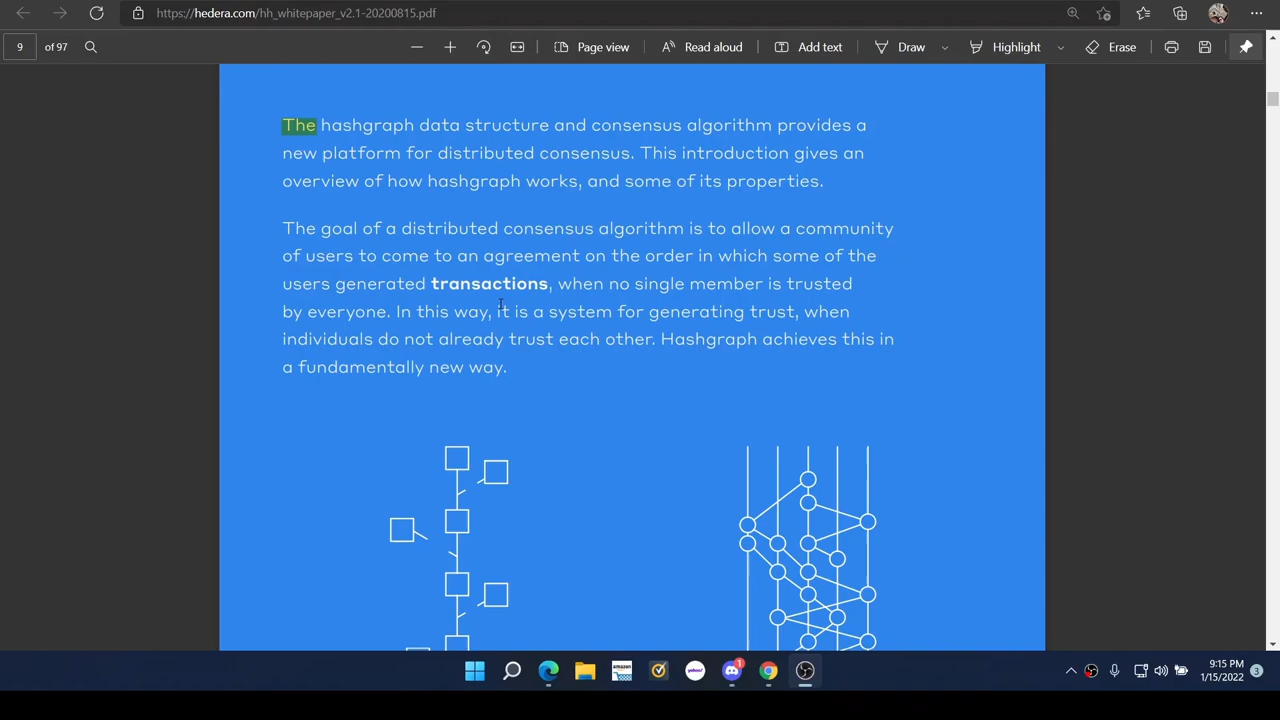 https://hedera.com/hh_whitepaper_v2.1-20200815.pdf
9 of 97
Page view
Read aloud
Add text
Draw
Highlight
Erase
The hashgraph data structure and consensus algorithm provides a
new platform for distributed consensus. This introduction gives an
overview of how hashgraph works, and some of its properties.
The goal of a distributed consensus algorithm is to allow a community
of users to come to an agreement on the order in which some of the
users generated transactions, when no single member is trusted
by everyone. In this way, it is a system for generating trust, when
individuals do not already trust each other. Hashgraph achieves this in
a fundamentally new way.
amazon
yahoo!
1
9:15 PM
1/15/2022
3